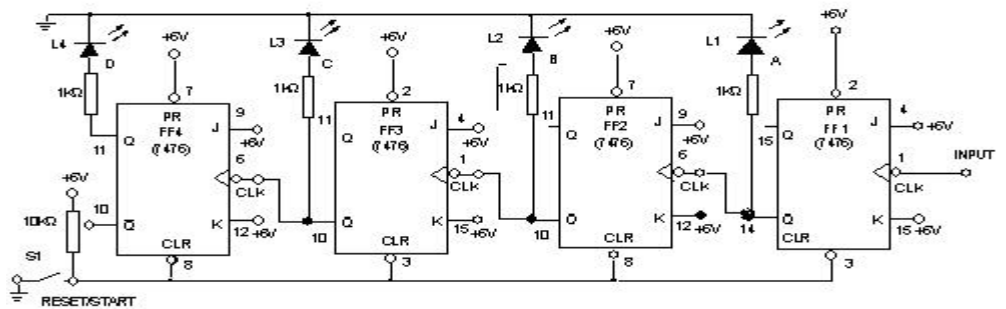 L4
D
+6V
L3
C
+6V
L2
B
+6V
L1
A
+6V
1kΩ
1kΩ
1kΩ
1kΩ
7
2
7
2
PR
FF4
(7476)
9
J
+6V
11
Q
6
CLK
10
Q
K
12
+6V
CLR
8
11
PR
FF3
(7476)
4
J
+6V
1
CLK
10
Q
K
15
+6V
CLR
3
11
Q
PR
FF2
(7476)
9
J
+6V
6
CLK
10
Q
K
12
+6V
CLR
8
15
Q
PR
FF1
(7476)
4
J
+6V
1
CLK
INPUT
14
Q
K
15
+6V
CLR
3
+6V
10kΩ
S1
RESET/START